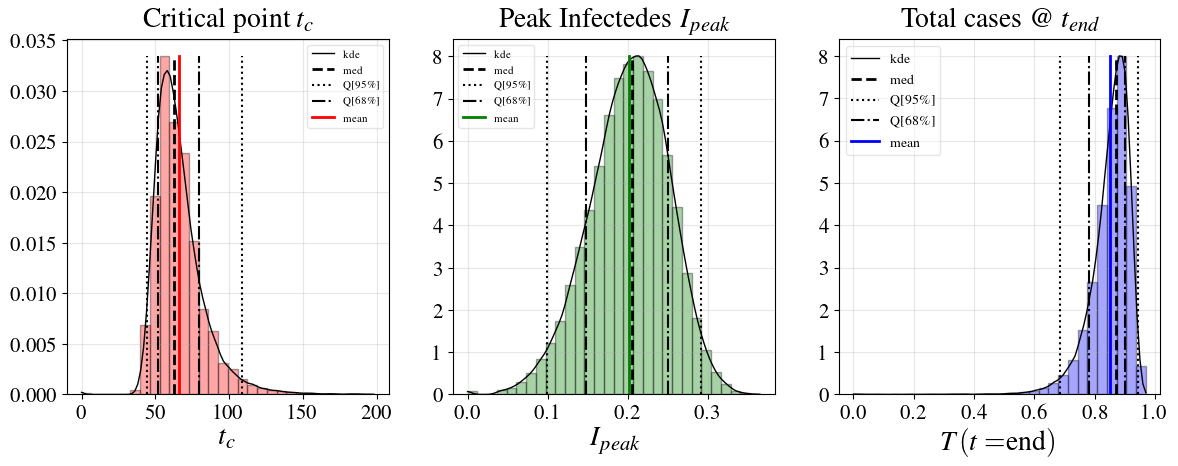 Critical point t_c
0.035
0.030
0.025
0.020
0.015
0.010
0.005
0.000
kde
med
Q[95%]
Q[68%]
mean
0 50 100 150 200
t_c
Peak Infectedes I_peak
8
7
6
5
4
3
2
1
0
kde
med
Q[95%]
Q[68%]
mean
0.0 0.1 0.2 0.3
I_peak
Total cases @ t_end
8
7
6
5
4
3
2
1
0
kde
med
Q[95%]
Q[68%]
mean
0.0 0.2 0.4 0.6 0.8 1.0
T(t =end)